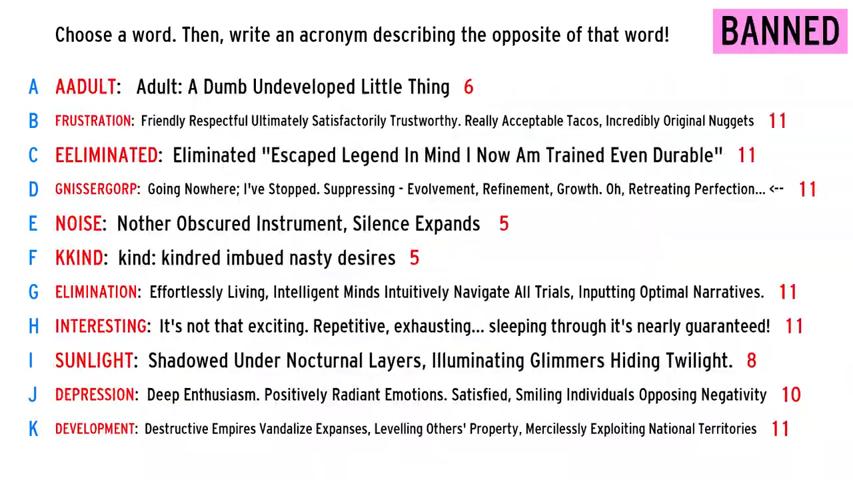 Choose a word. Then, write an acronym describing the opposite of that word!
BANNED
A AADULT: Adult: A Dumb Undeveloped Little Thing 6
B FRUSTRATION: Friendly Respectful Ultimately Satisfactorily Trustworthy. Really Acceptable Tacos, Incredibly Original Nuggets 11
C EELIMINATED: Eliminated "Escaped Legend In Mind I Now Am Trained Even Durable" 11
D GNISSERGORP: Going Nowhere; I've Stopped. Suppressing - Evolvement, Refinement, Growth. Oh, Retreating Perfection... <-- 11
E NOISE: Nother Obscured Instrument, Silence Expands 5
F KKIND: kind: kindred imbued nasty desires 5
G ELIMINATION: Effortlessly Living, Intelligent Minds Intuitively Navigate All Trials, Inputting Optimal Narratives. 11
H INTERESTING: It's not that exciting. Repetitive, exhausting... sleeping through it's nearly guaranteed! 11
I SUNLIGHT: Shadowed Under Nocturnal Layers, Illuminating Glimmers Hiding Twilight. 8
J DEPRESSION: Deep Enthusiasm. Positively Radiant Emotions. Satisfied, Smiling Individuals Opposing Negativity 10
K DEVELOPMENT: Destructive Empires Vandalize Expanses, Levelling Others' Property, Mercilessly Exploiting National Territories 11